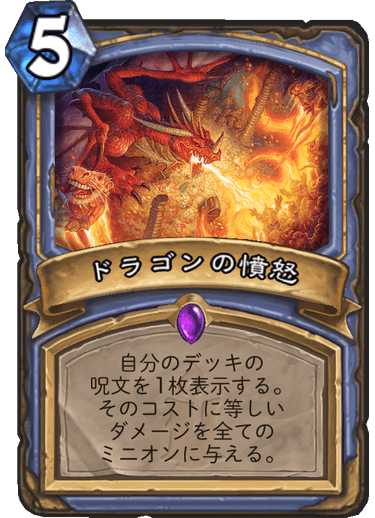 5
ドラゴンの憤怒
自分のデッキの
呪文を1枚表示する。
そのコストに等しい
ダメージを全ての
ミニオンに与える。